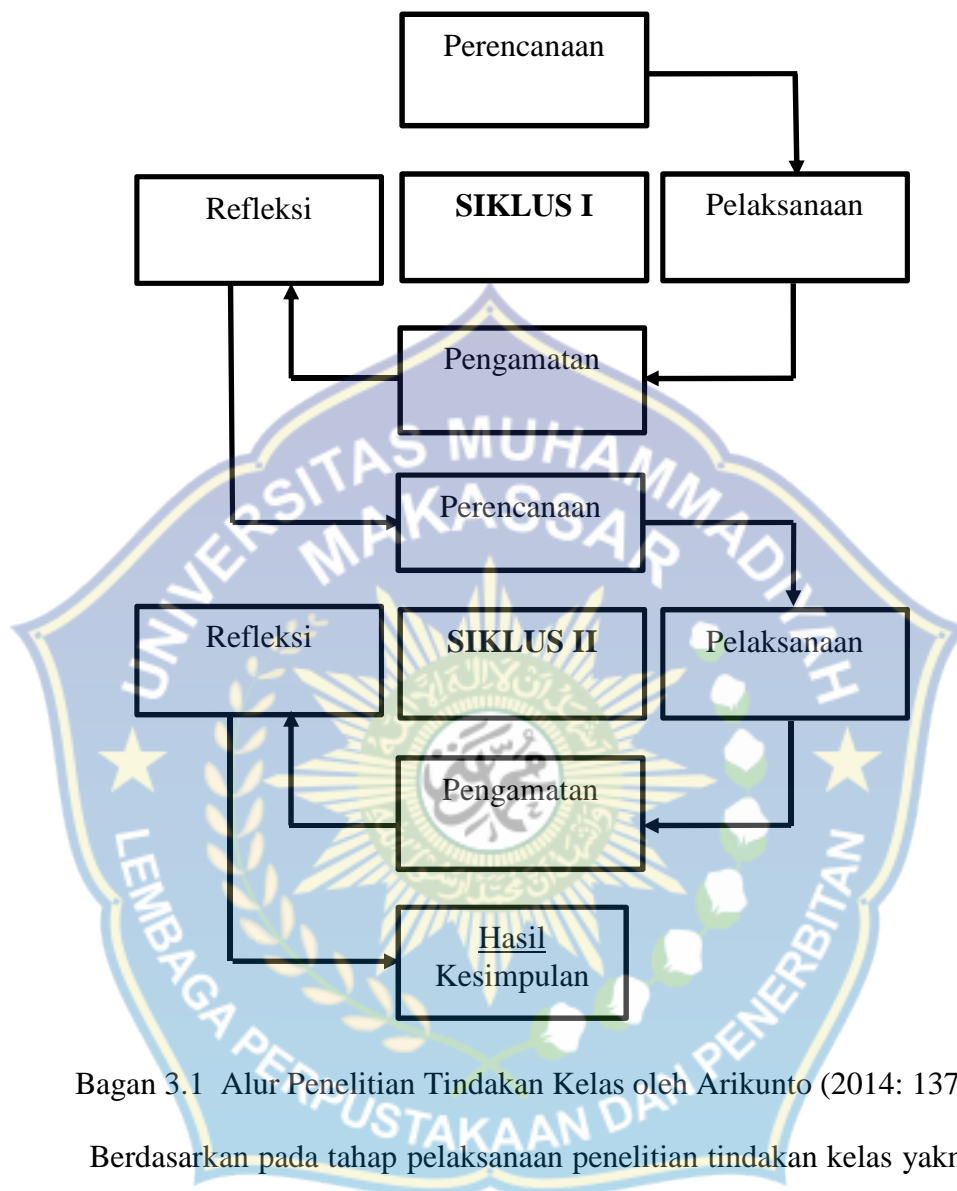 Perencanaan
Refleksi
SIKLUS I
Pelaksanaan
Pengamatan
UNIVERSITAS MUHAMMADIYAH
MAKASSAR
Perencanaan
Refleksi
SIKLUS II
Pelaksanaan
Pengamatan
Hasil
Kesimpulan
LEMBAGA PERPUSTAKAAN DAN PENERBITAN
Bagan 3.1 Alur Penelitian Tindakan Kelas oleh Arikunto (2014: 137
Berdasarkan pada tahap pelaksanaan penelitian tindakan kelas yakn